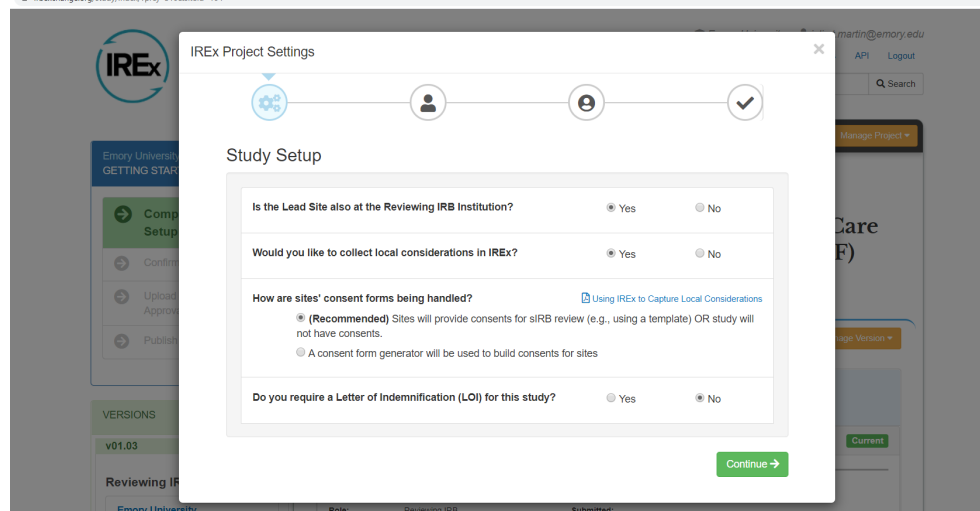 IREx
IREx Project Settings
×
martin@emory.edu
API Logout
Search
Manage Project
Emory University
GETTING STAR
Study Setup
Is the Lead Site also at the Reviewing IRB Institution? Yes No
Comp
Setup
Care
F)
Would you like to collect local considerations in IREx? Yes No
Confirm
How are sites' consent forms being handled? Using IREx to Capture Local Considerations
Upload
Approva
(Recommended) Sites will provide consents for sIRB review (e.g., using a template) OR study will
not have consents.
Publish
nage Version
A consent form generator will be used to build consents for sites
Do you require a Letter of Indemnification (LOI) for this study? Yes No
VERSIONS
v01.03
Current
Continue
Reviewing IR
Emory University
Role: Reviewing IRB Submitted: